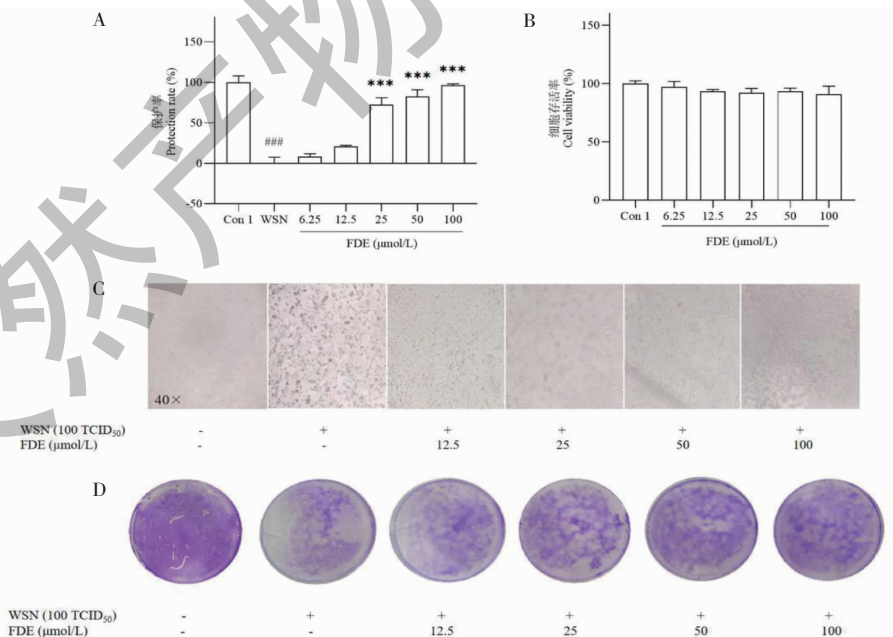 A
150
100
50
0
-50
保护率
Protection rate (%)
###
***
***
***
Con 1 WSN 6.25 12.5 25 50 100
FDE (μmol/L)
B
150
100
50
0
细胞存活率
Cell viability (%)
Con 1 6.25 12.5 25 50 100
FDE (μmol/L)
C
40×
WSN (100 TCID50) - + + + + +
FDE (μmol/L) - - 12.5 25 50 100
D
WSN (100 TCID50) - + + + + +
FDE (μmol/L) - - 12.5 25 50 100
然产物